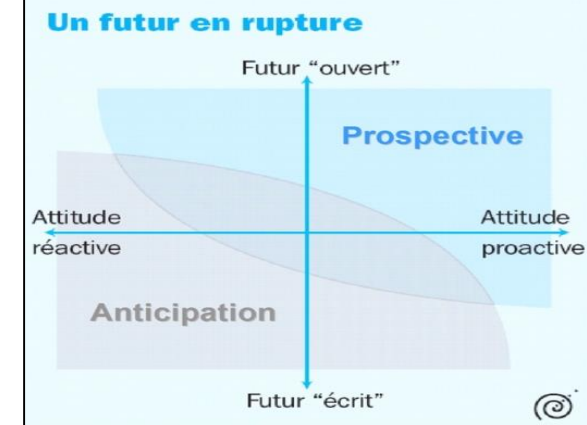 Un futur en rupture
Futur “ouvert”
Prospective
Attitude
réactive
Attitude
proactive
Anticipation
Futur “écrit”